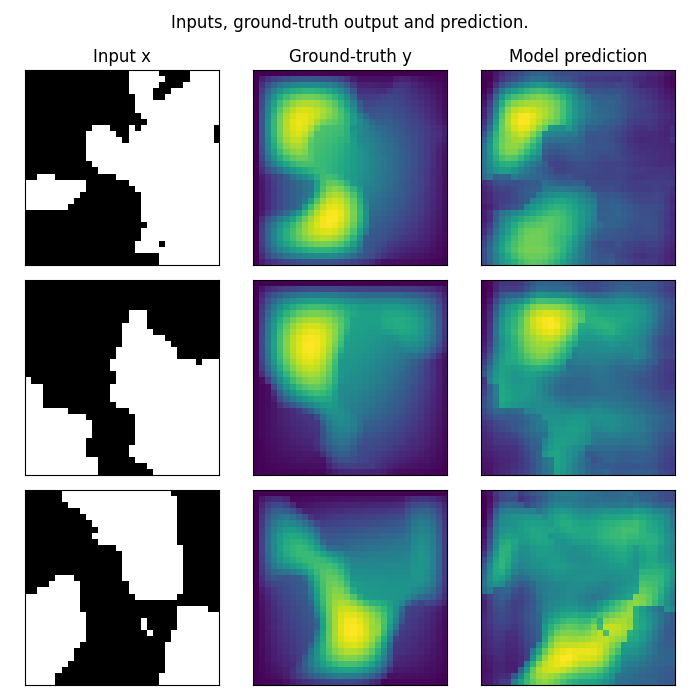 Inputs, ground-truth output and prediction.
Input x
Ground-truth y
Model prediction